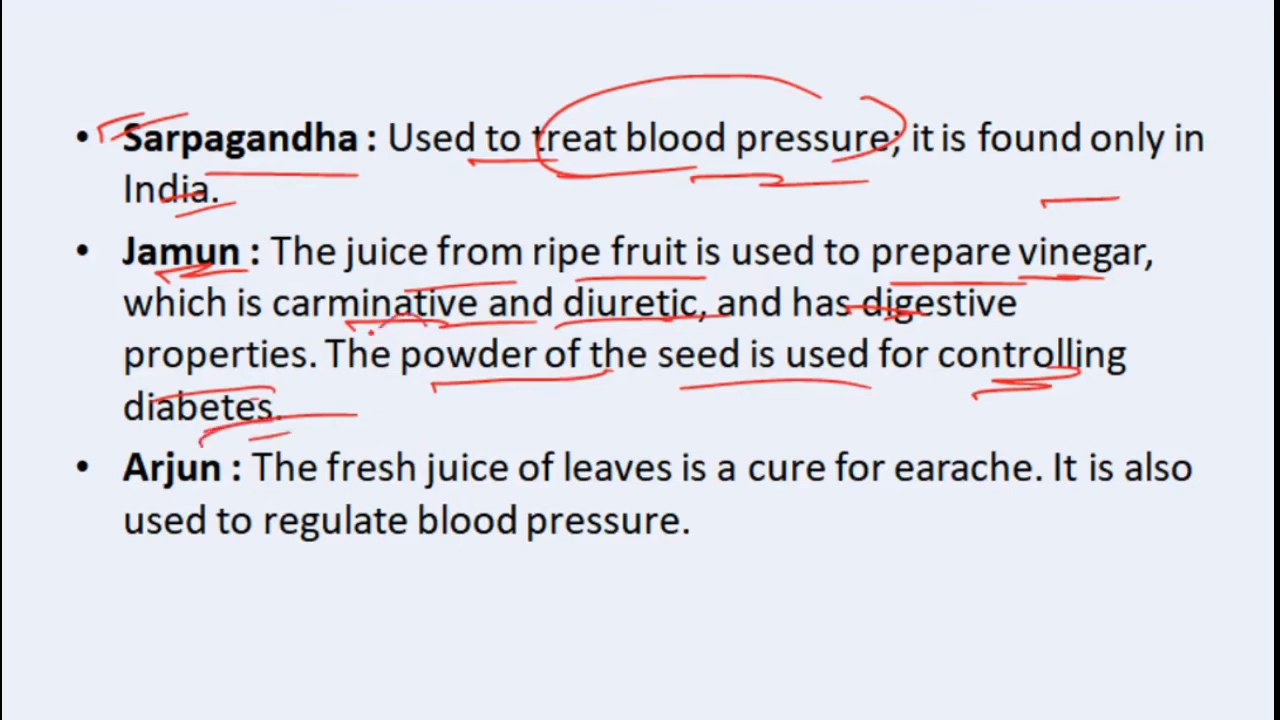 • Sarpagandha : Used to treat blood pressure; it is found only in
India.
• Jamun : The juice from ripe fruit is used to prepare vinegar,
which is carminative and diuretic, and has digestive
properties. The powder of the seed is used for controlling
diabetes.
• Arjun : The fresh juice of leaves is a cure for earache. It is also
used to regulate blood pressure.